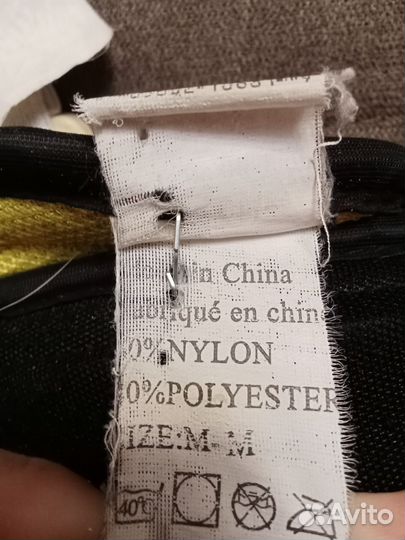 in China
briqué en chine
0%NYLON
0%POLYESTER
IZE:M-M
40
Avito